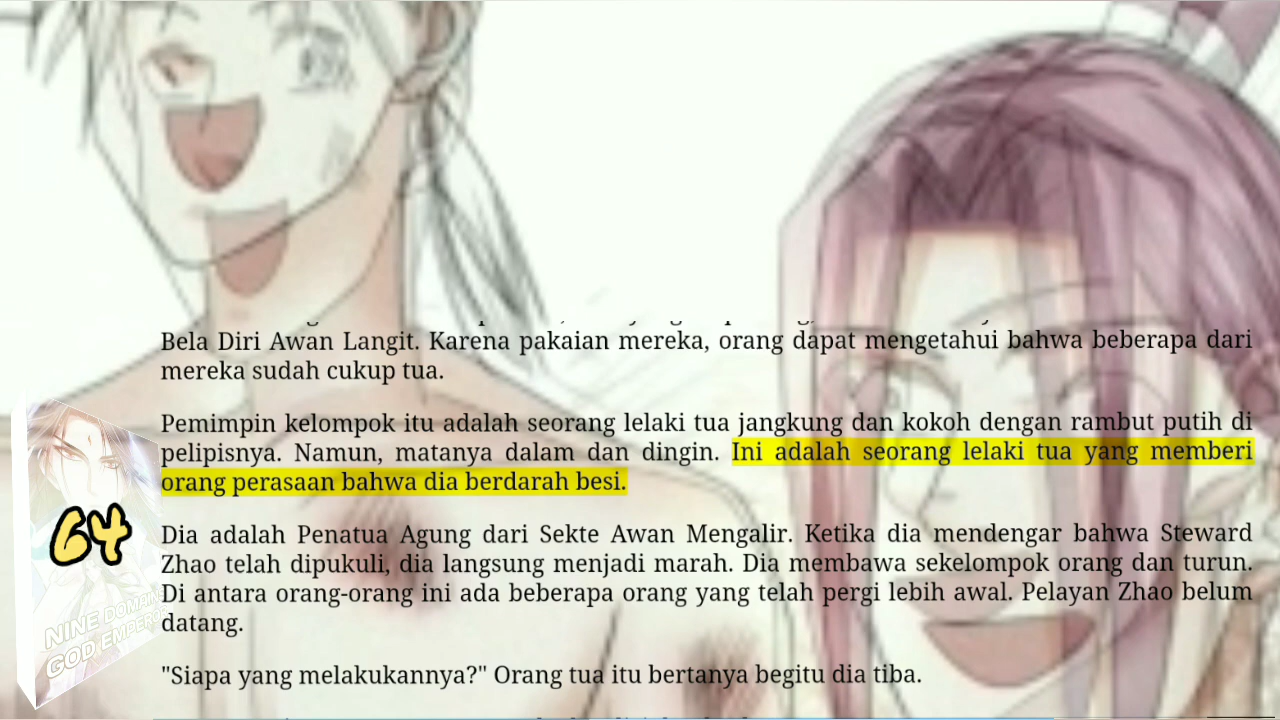 Bela Diri Awan Langit. Karena pakaian mereka, orang dapat mengetahui bahwa beberapa dari
mereka sudah cukup tua.
Pemimpin kelompok itu adalah seorang lelaki tua jangkung dan kokoh dengan rambut putih di
pelipisnya. Namun, matanya dalam dan dingin. Ini adalah seorang lelaki tua yang memberi
orang perasaan bahwa dia berdarah besi.
Dia adalah Penatua Agung dari Sekte Awan Mengalir. Ketika dia mendengar bahwa Steward
Zhao telah dipukuli, dia langsung menjadi marah. Dia membawa sekelompok orang dan turun.
Di antara orang-orang ini ada beberapa orang yang telah pergi lebih awal. Pelayan Zhao belum
datang.
"Siapa yang melakukannya?" Orang tua itu bertanya begitu dia tiba.
64
NINE DOMAIN
GOD EMPEROR